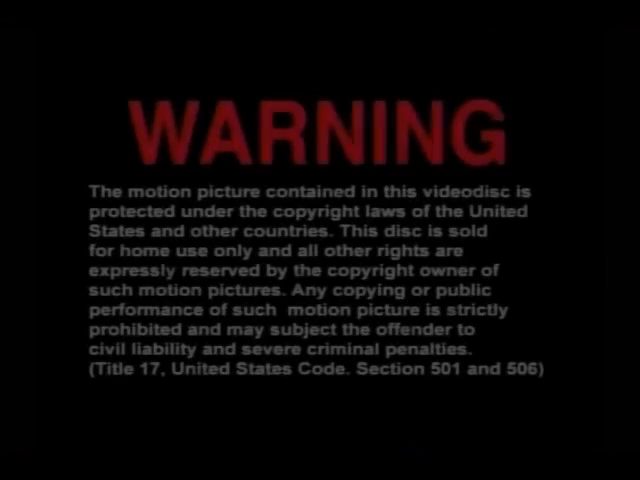 WARNING
The motion picture contained in this videodisc is
protected under the copyright laws of the United
States and other countries. This disc is sold
for home use only and all other rights are
expressly reserved by the copyright owner of
such motion pictures. Any copying or public
performance of such motion picture is strictly
prohibited and may subject the offender to
civil liability and severe criminal penalties.
(Title 17, United States Code. Section 501 and 506)